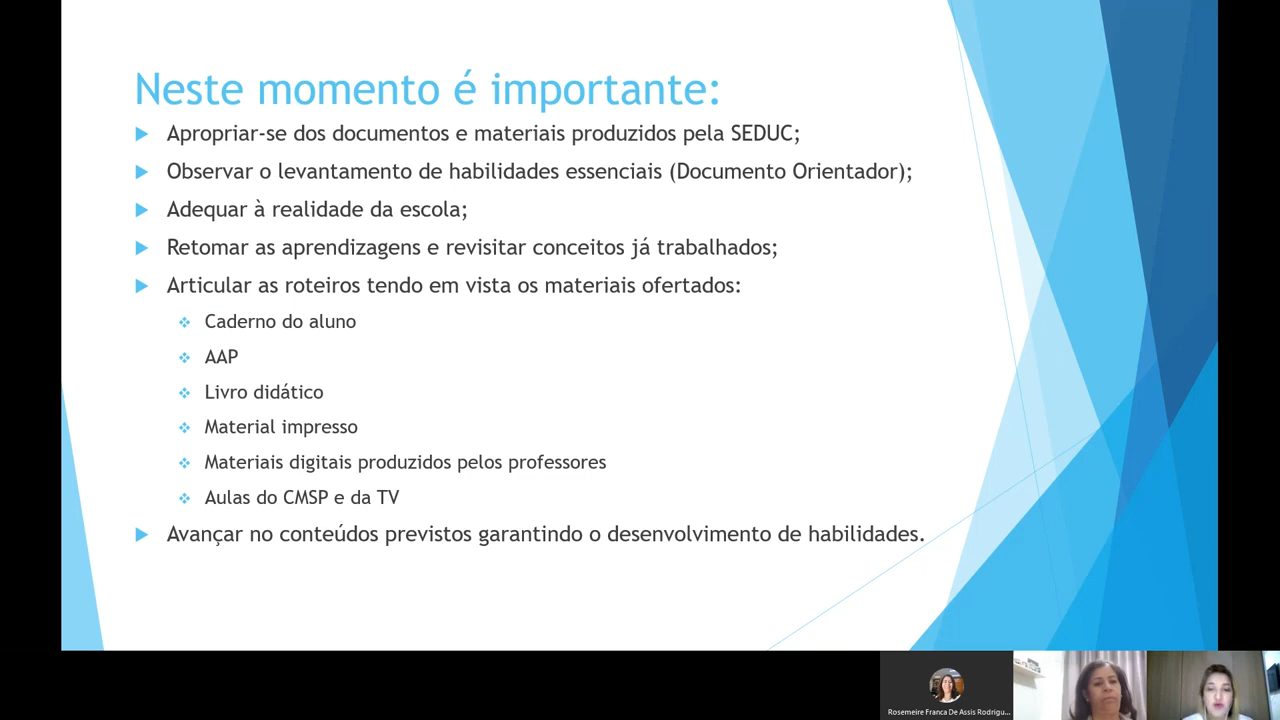 Neste momento é importante:
Apropriar-se dos documentos e materiais produzidos pela SEDUC;
Observar o levantamento de habilidades essenciais (Documento Orientador);
Adequar à realidade da escola;
Retomar as aprendizagens e revisitar conceitos já trabalhados;
Articular as roteiros tendo em vista os materiais ofertados:
Caderno do aluno
AAP
Livro didático
Material impresso
Materiais digitais produzidos pelos professores
Aulas do CMSP e da TV
Avançar no conteúdos previstos garantindo o desenvolvimento de habilidades.
Rosemeire Franca De Assis Rodrigu...